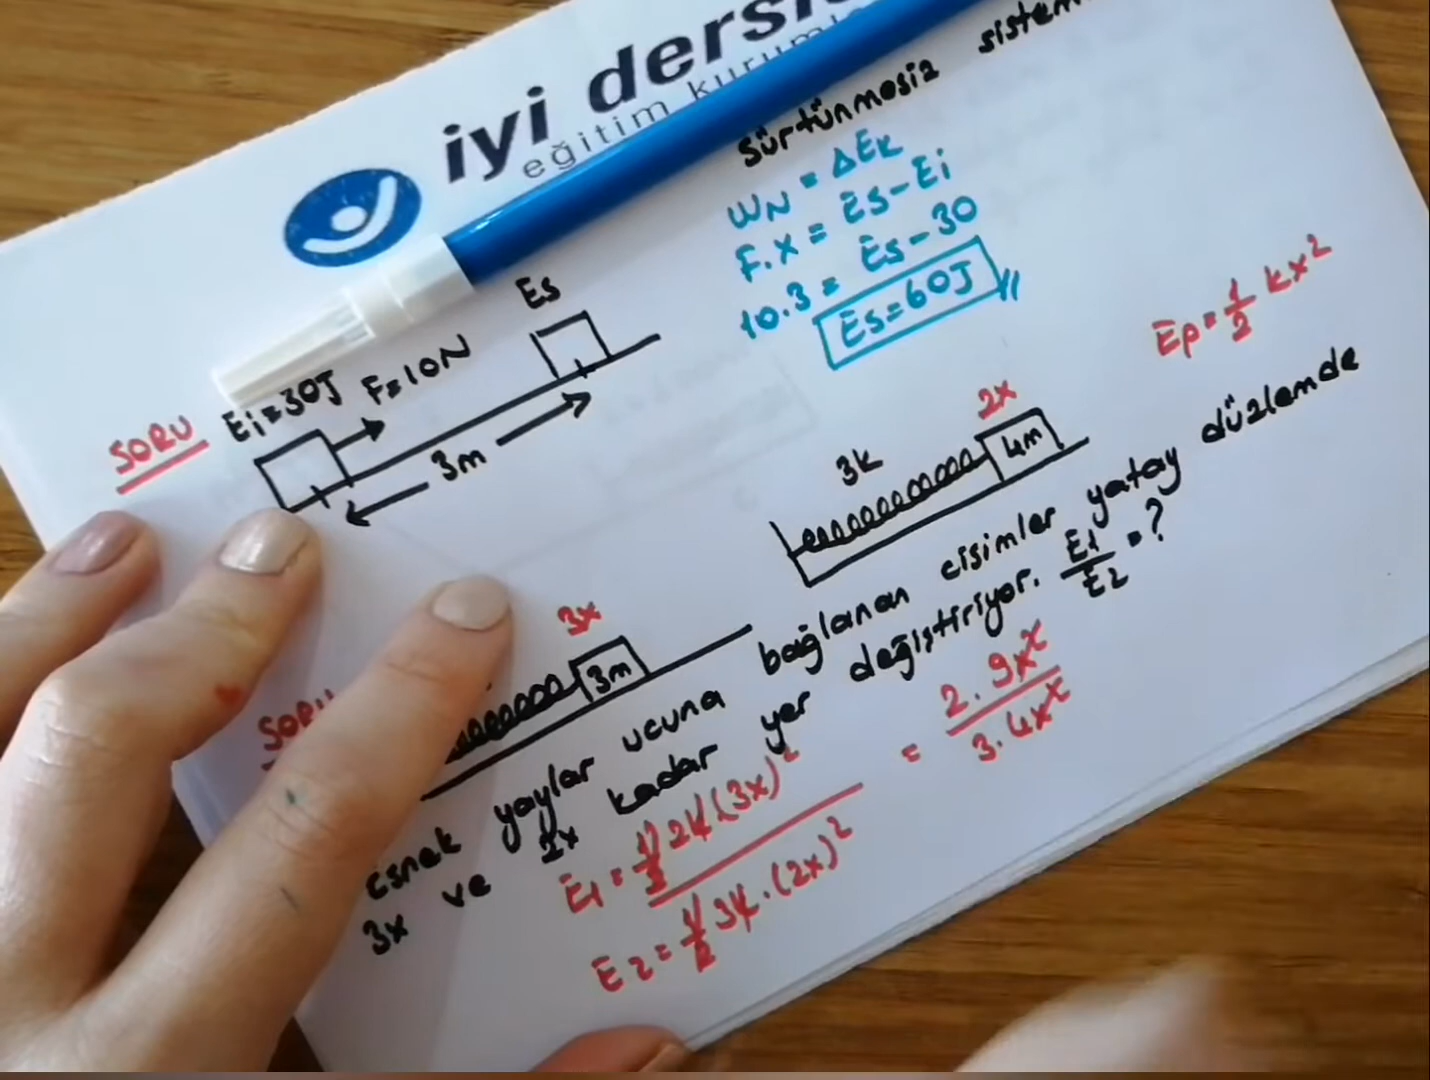 iyi
eğitim
sürtünmesiz
WN = ΔEk
F.X = Es-Ei
10.3 = Es-30
Es=60J
SORU
Ei=30J
F=10N
Es
3m
Ep=1/2 kx²
3k
2x
4m
3x
3m
esnek yaylar ucuna bağlanan cisimler yatay düzlemde
3x ve 2x kadar yer değiştiriyor. E1/E2 = ?
E1 = 1/2 2k(3x)²
E2 = 1/2 3k.(2x)²
= 2.9x²/3.4x²